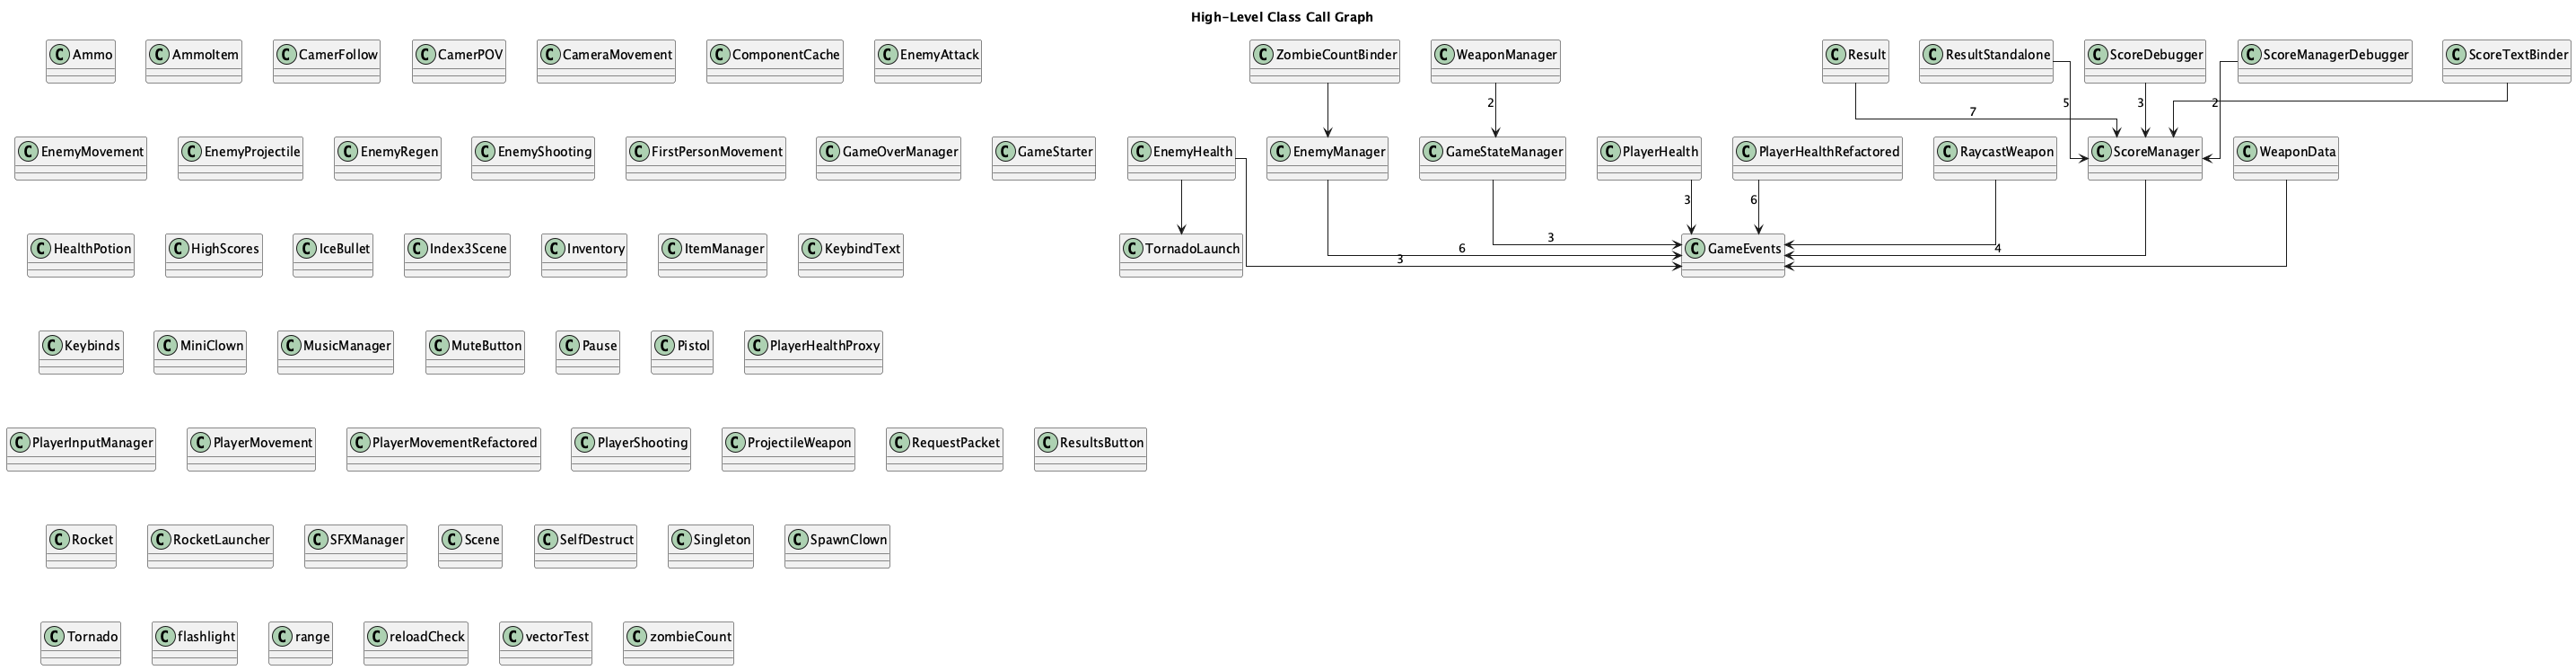 High-Level Class Call Graph
C Ammo
C AmmoItem
C CamerFollow
C CamerPOV
C CameraMovement
C ComponentCache
C EnemyAttack
C ZombieCountBinder
C WeaponManager
C Result
C ResultStandalone
C ScoreDebugger
C ScoreManagerDebugger
C ScoreTextBinder
2
5
3
2
7
C EnemyMovement
C EnemyProjectile
C EnemyRegen
C EnemyShooting
C FirstPersonMovement
C GameOverManager
C GameStarter
C EnemyHealth
C EnemyManager
C GameStateManager
C PlayerHealth
C PlayerHealthRefactored
C RaycastWeapon
C ScoreManager
C WeaponData
3
6
C HealthPotion
C HighScores
C IceBullet
C Index3Scene
C Inventory
C ItemManager
C KeybindText
C TornadoLaunch
3
6
3
C GameEvents
4
C Keybinds
C MiniClown
C MusicManager
C MuteButton
C Pause
C Pistol
C PlayerHealthProxy
C PlayerInputManager
C PlayerMovement
C PlayerMovementRefactored
C PlayerShooting
C ProjectileWeapon
C RequestPacket
C ResultsButton
C Rocket
C RocketLauncher
C SFXManager
C Scene
C SelfDestruct
C Singleton
C SpawnClown
C Tornado
C flashlight
C range
C reloadCheck
C vectorTest
C zombieCount